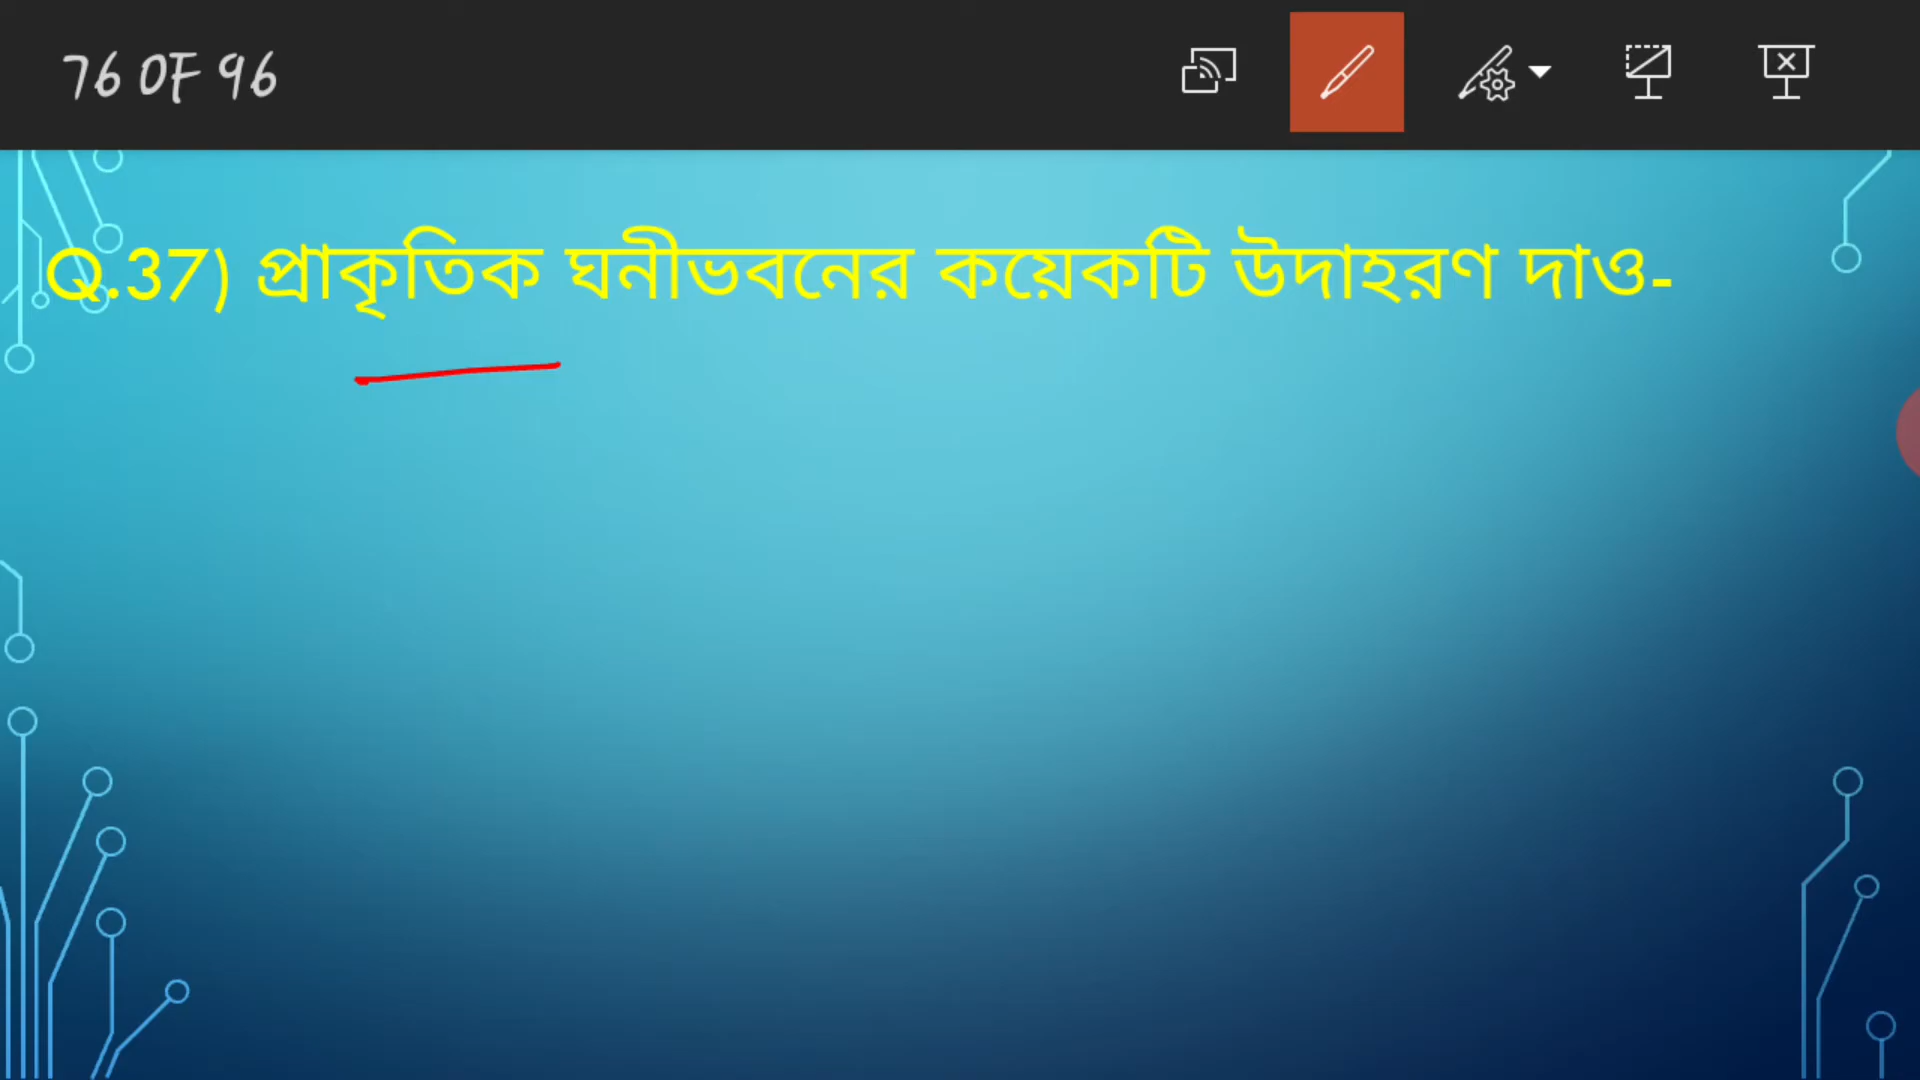 76 OF 96
Q.37) প্রাকৃতিক ঘনীভবনের কয়েকটি উদাহরণ দাও-